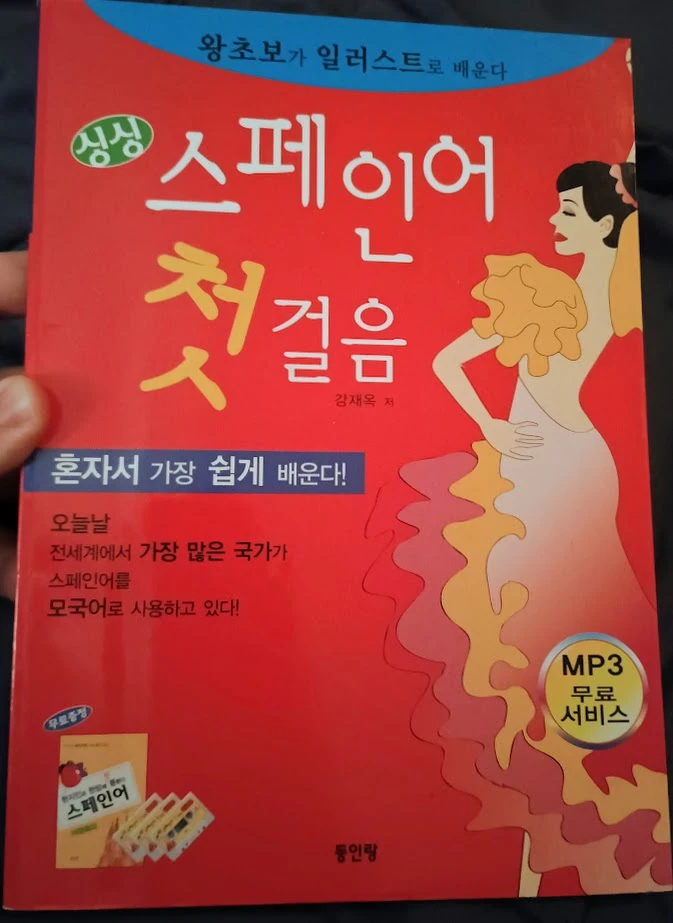 왕초보가 일러스트로 배운다
싱싱
스페인어
첫걸음
강재옥 저
혼자서 가장 쉽게 배운다!
오늘날
전세계에서 가장 많은 국가가
스페인어를
모국어로 사용하고 있다!
MP3
무료
서비스
무료증정
스페인어
동인랑